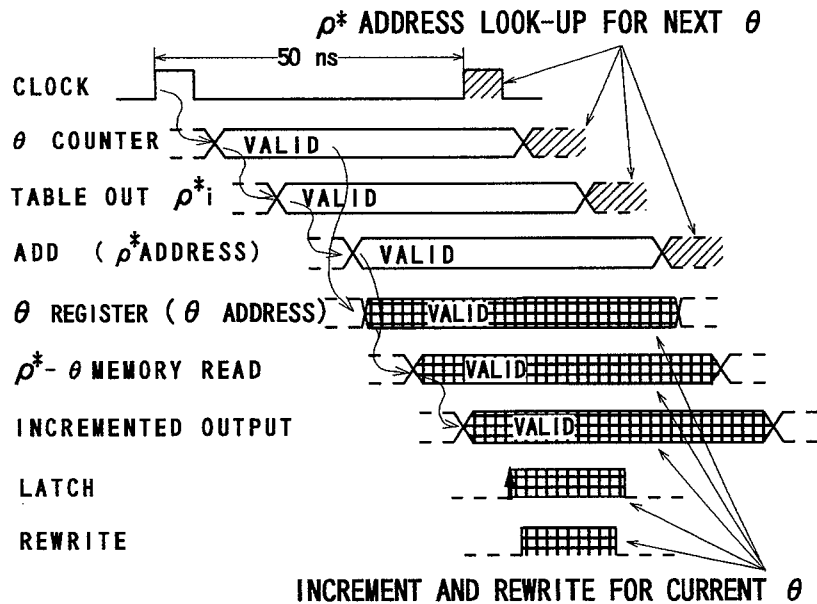 ρ* ADDRESS LOOK-UP FOR NEXT θ
50 ns
CLOCK
θ COUNTER VALID
TABLE OUT ρ*i VALID
ADD (ρ*ADDRESS) VALID
θ REGISTER (θ ADDRESS) VALID
ρ*-θ MEMORY READ VALID
INCREMENTED OUTPUT VALID
LATCH
REWRITE
INCREMENT AND REWRITE FOR CURRENT θ